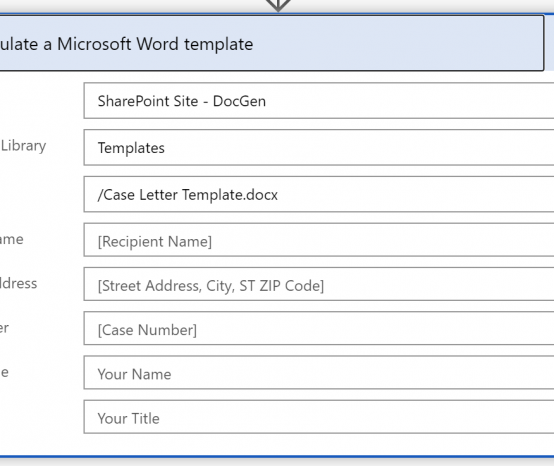 ulate a Microsoft Word template
SharePoint Site - DocGen
Library
Templates
/Case Letter Template.docx
ame
[Recipient Name]
ddress
[Street Address, City, ST ZIP Code]
er
[Case Number]
e
Your Name
Your Title